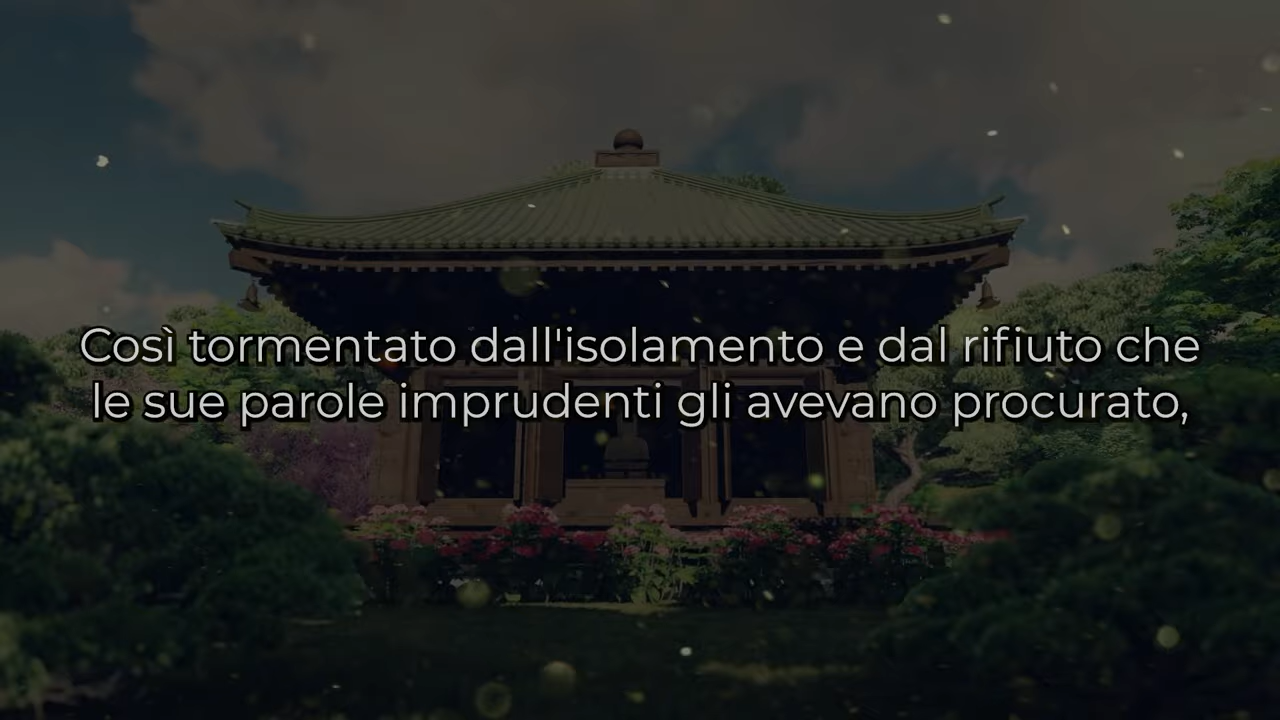 Così tormentato dall'isolamento e dal rifiuto che
le sue parole imprudenti gli avevano procurato,